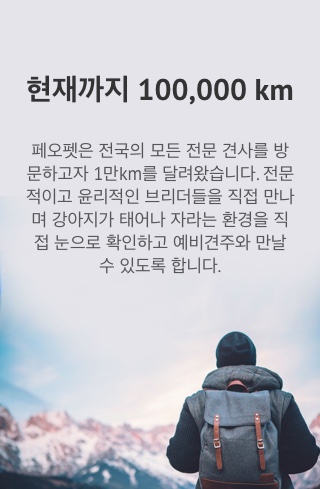 현재까지 100,000 km
페오펫은 전국의 모든 전문 견사를 방
문하고자 1만km를 달려왔습니다. 전문
적이고 윤리적인 브리더들을 직접 만나
며 강아지가 태어나 자라는 환경을 직
접 눈으로 확인하고 예비견주와 만날
수 있도록 합니다.